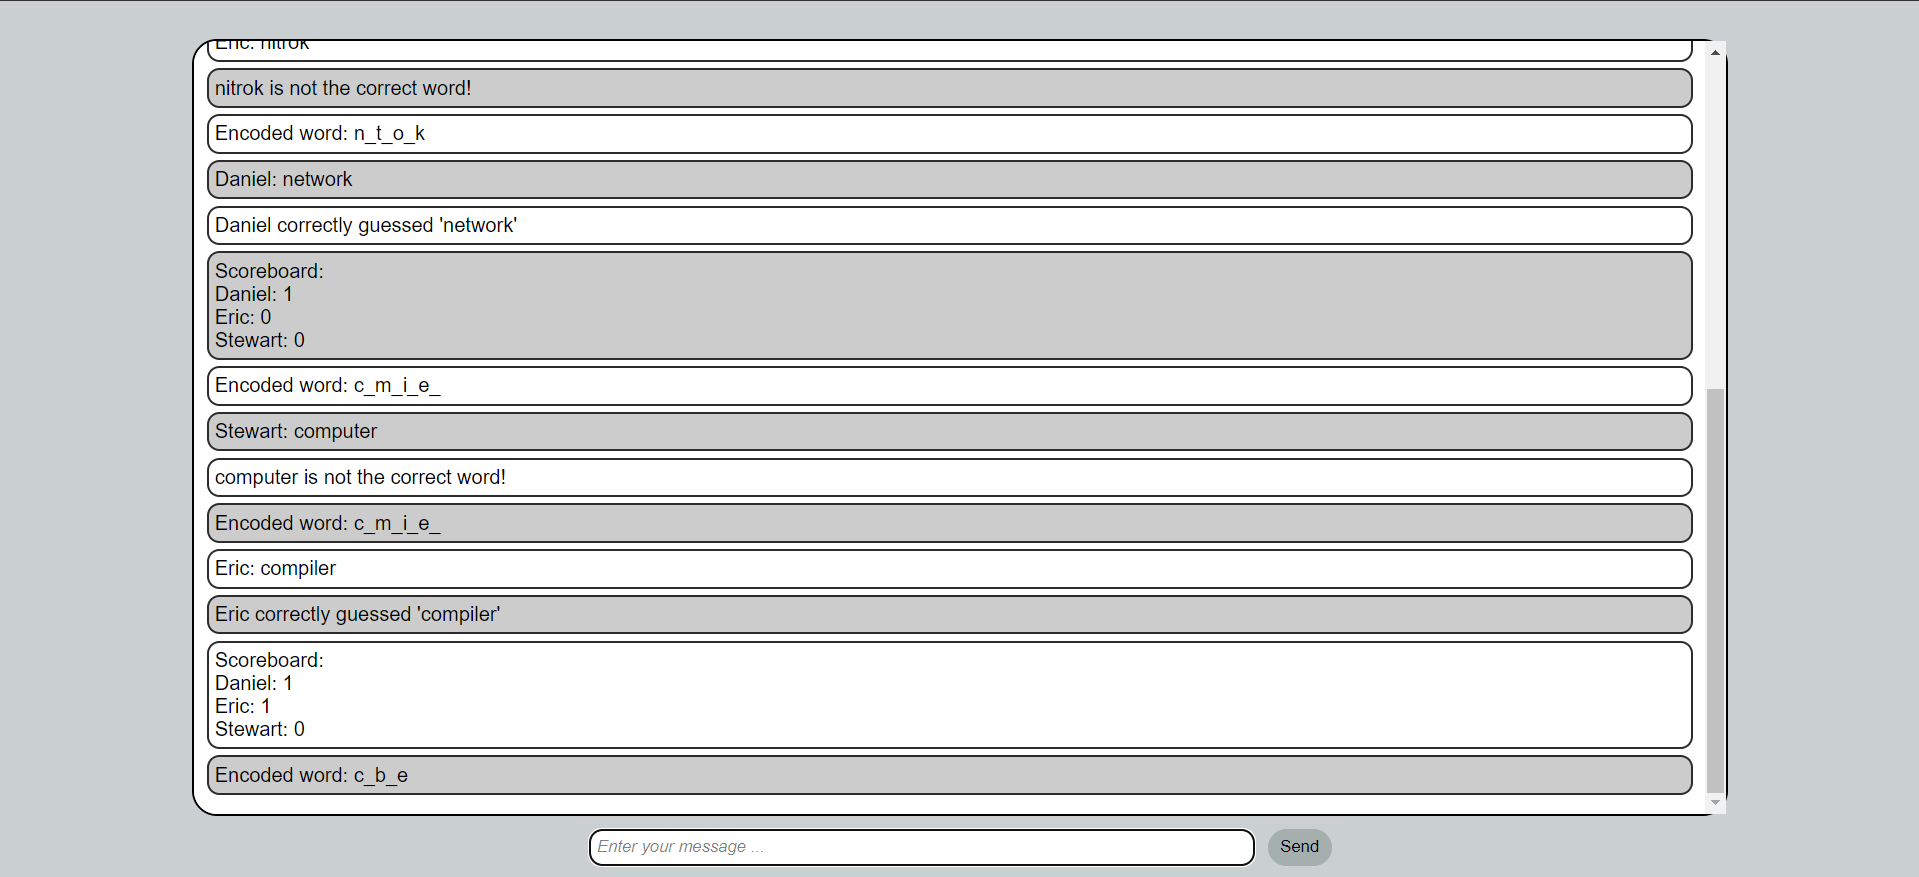 Eric: nitrok
nitrok is not the correct word!
Encoded word: n_t_o_k
Daniel: network
Daniel correctly guessed 'network'
Scoreboard:
Daniel: 1
Eric: 0
Stewart: 0
Encoded word: c_m_i_e_
Stewart: computer
computer is not the correct word!
Encoded word: c_m_i_e_
Eric: compiler
Eric correctly guessed 'compiler'
Scoreboard:
Daniel: 1
Eric: 1
Stewart: 0
Encoded word: c_b_e
Enter your message ...
Send